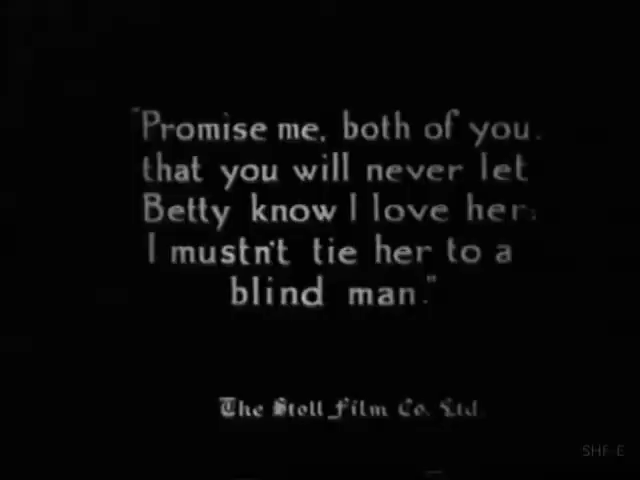 "Promise me, both of you,
that you will never let
Betty know I love her;
I mustn't tie her to a
blind man."
The Stoll Film Co. Ltd.
SHF-E